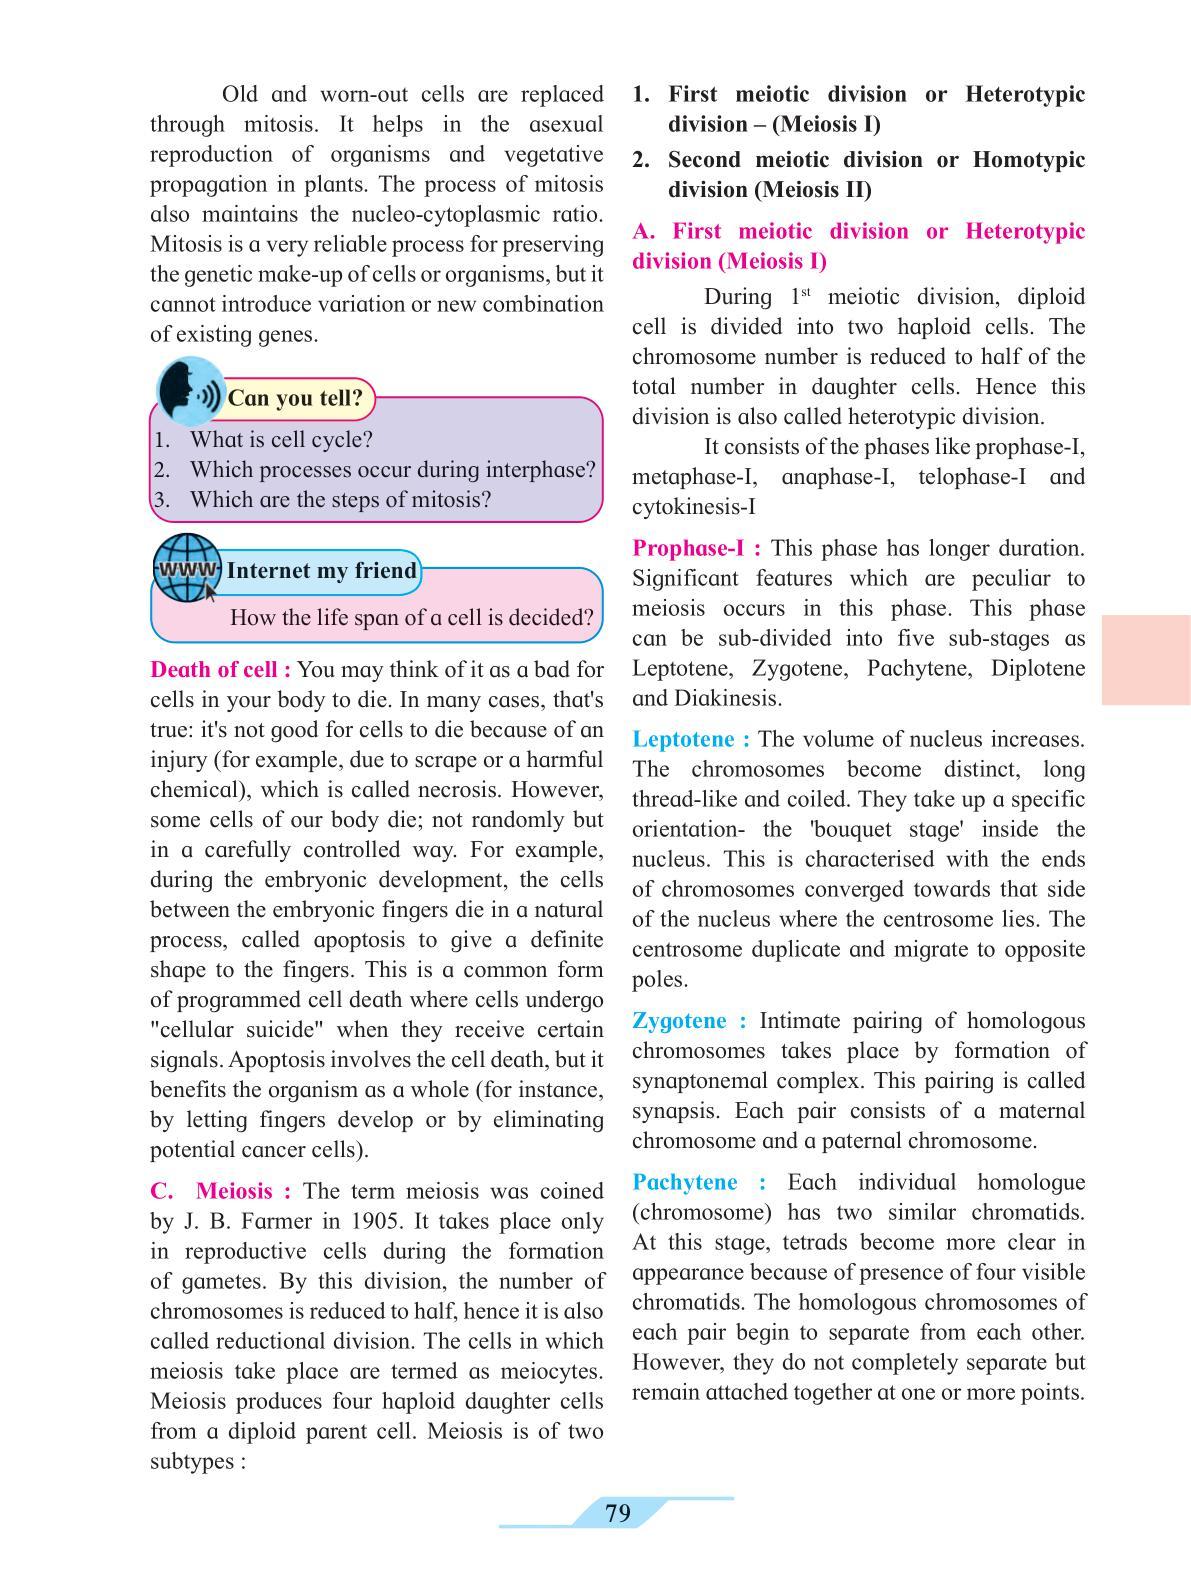 Old and worn-out cells are replaced
through mitosis. It helps in the asexual
reproduction of organisms and vegetative
propagation in plants. The process of mitosis
also maintains the nucleo-cytoplasmic ratio.
Mitosis is a very reliable process for preserving
the genetic make-up of cells or organisms, but it
cannot introduce variation or new combination
of existing genes.
Can you tell?
1. What is cell cycle?
2. Which processes occur during interphase?
3. Which are the steps of mitosis?
www
Internet my friend
How the life span of a cell is decided?
Death of cell : You may think of it as a bad for
cells in your body to die. In many cases, that's
true: it's not good for cells to die because of an
injury (for example, due to scrape or a harmful
chemical), which is called necrosis. However,
some cells of our body die; not randomly but
in a carefully controlled way. For example,
during the embryonic development, the cells
between the embryonic fingers die in a natural
process, called apoptosis to give a definite
shape to the fingers. This is a common form
of programmed cell death where cells undergo
"cellular suicide" when they receive certain
signals. Apoptosis involves the cell death, but it
benefits the organism as a whole (for instance,
by letting fingers develop or by eliminating
potential cancer cells).
C. Meiosis : The term meiosis was coined
by J. B. Farmer in 1905. It takes place only
in reproductive cells during the formation
of gametes. By this division, the number of
chromosomes is reduced to half, hence it is also
called reductional division. The cells in which
meiosis take place are termed as meiocytes.
Meiosis produces four haploid daughter cells
from a diploid parent cell. Meiosis is of two
subtypes :
1. First meiotic division or Heterotypic
division – (Meiosis I)
2. Second meiotic division or Homotypic
division (Meiosis II)
A. First meiotic division or Heterotypic
division (Meiosis I)
During 1st meiotic division, diploid
cell is divided into two haploid cells. The
chromosome number is reduced to half of the
total number in daughter cells. Hence this
division is also called heterotypic division.
It consists of the phases like prophase-I,
metaphase-I, anaphase-I, telophase-I and
cytokinesis-I
Prophase-I : This phase has longer duration.
Significant features which are peculiar to
meiosis occurs in this phase. This phase
can be sub-divided into five sub-stages as
Leptotene, Zygotene, Pachytene, Diplotene
and Diakinesis.
Leptotene : The volume of nucleus increases.
The chromosomes become distinct, long
thread-like and coiled. They take up a specific
orientation- the 'bouquet stage' inside the
nucleus. This is characterised with the ends
of chromosomes converged towards that side
of the nucleus where the centrosome lies. The
centrosome duplicate and migrate to opposite
poles.
Zygotene : Intimate pairing of homologous
chromosomes takes place by formation of
synaptonemal complex. This pairing is called
synapsis. Each pair consists of a maternal
chromosome and a paternal chromosome.
Pachytene : Each individual homologue
(chromosome) has two similar chromatids.
At this stage, tetrads become more clear in
appearance because of presence of four visible
chromatids. The homologous chromosomes of
each pair begin to separate from each other.
However, they do not completely separate but
remain attached together at one or more points.
79